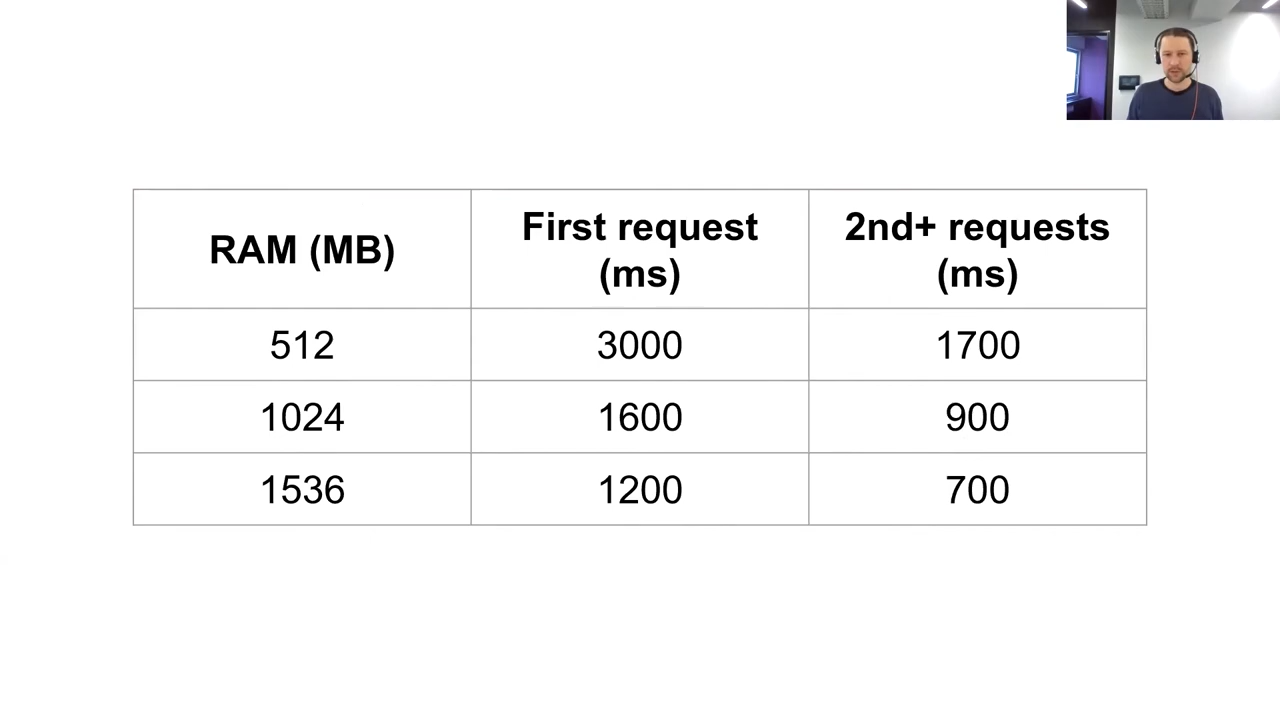 RAM (MB)
First request
(ms)
2nd+ requests
(ms)
512
3000
1700
1024
1600
900
1536
1200
700